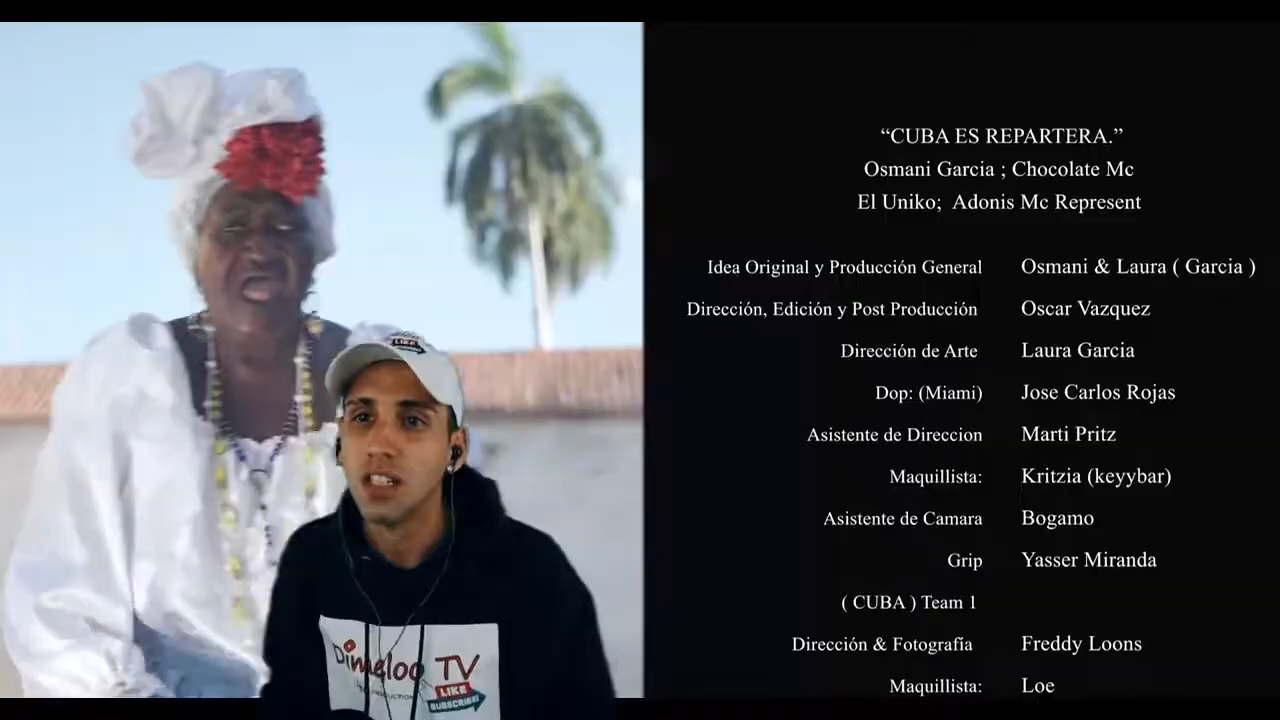 “CUBA ES REPARTERA.”
Osmani Garcia ; Chocolate Mc
El Uniko; Adonis Mc Represent
Idea Original y Producción General Osmani & Laura ( Garcia )
Dirección, Edición y Post Producción Oscar Vazquez
Dirección de Arte Laura Garcia
Dop: (Miami) Jose Carlos Rojas
Asistente de Direccion Marti Pritz
Maquillista: Kritzia (keyybar)
Asistente de Camara Bogamo
Grip Yasser Miranda
( CUBA ) Team 1
Dirección & Fotografía Freddy Loons
Maquillista: Loe
LIKE
Dimeloo TV
LIKE
SUBSCRIBE!